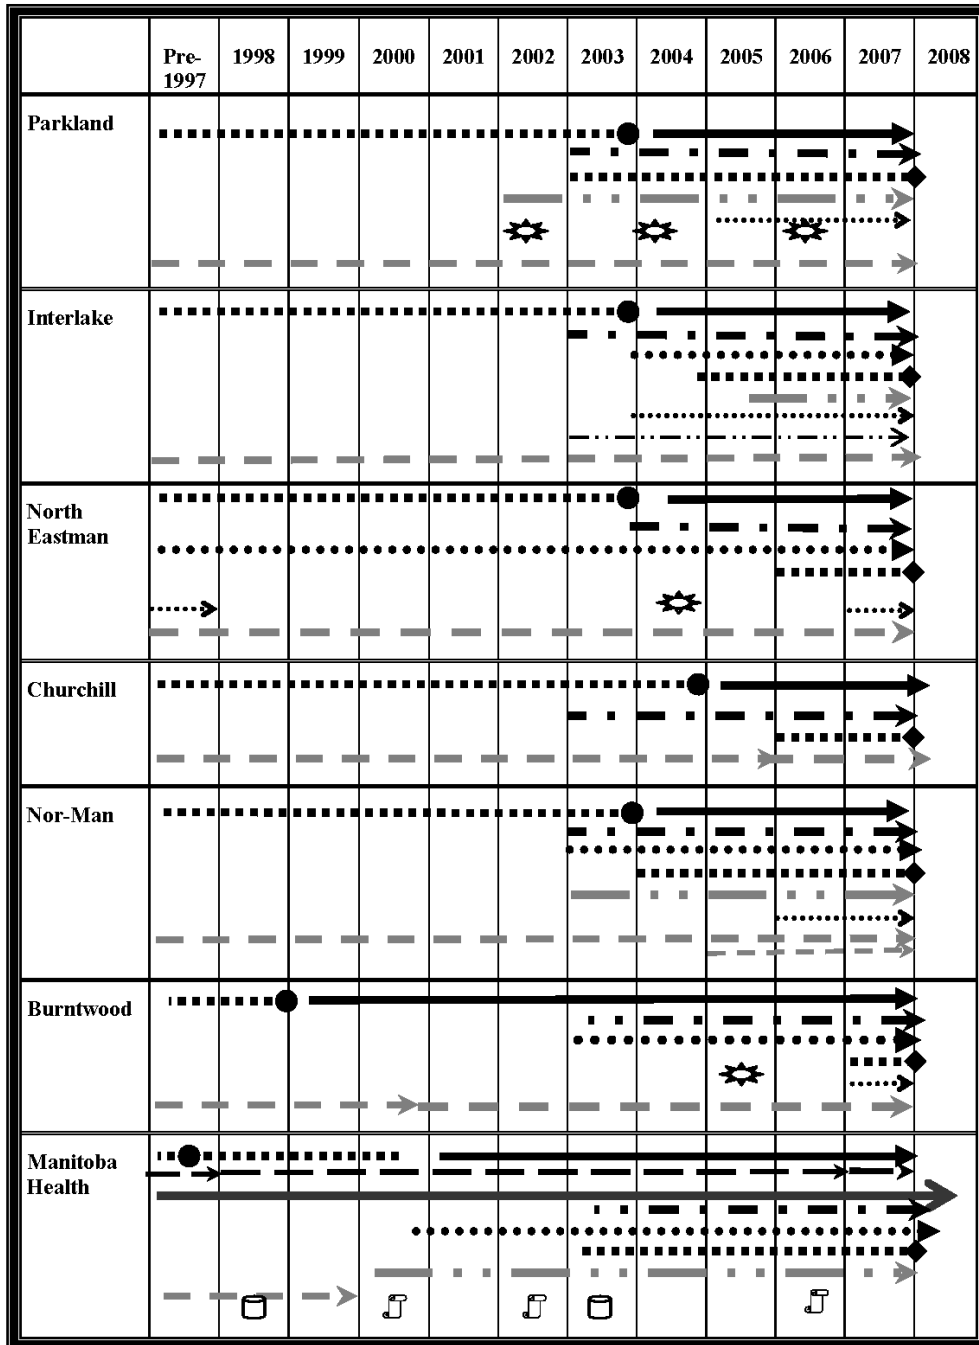 Pre-
1997
1998
1999
2000
2001
2002
2003
2004
2005
2006
2007
2008
Parkland
Interlake
North
Eastman
Churchill
Nor-Man
Burntwood
Manitoba
Health